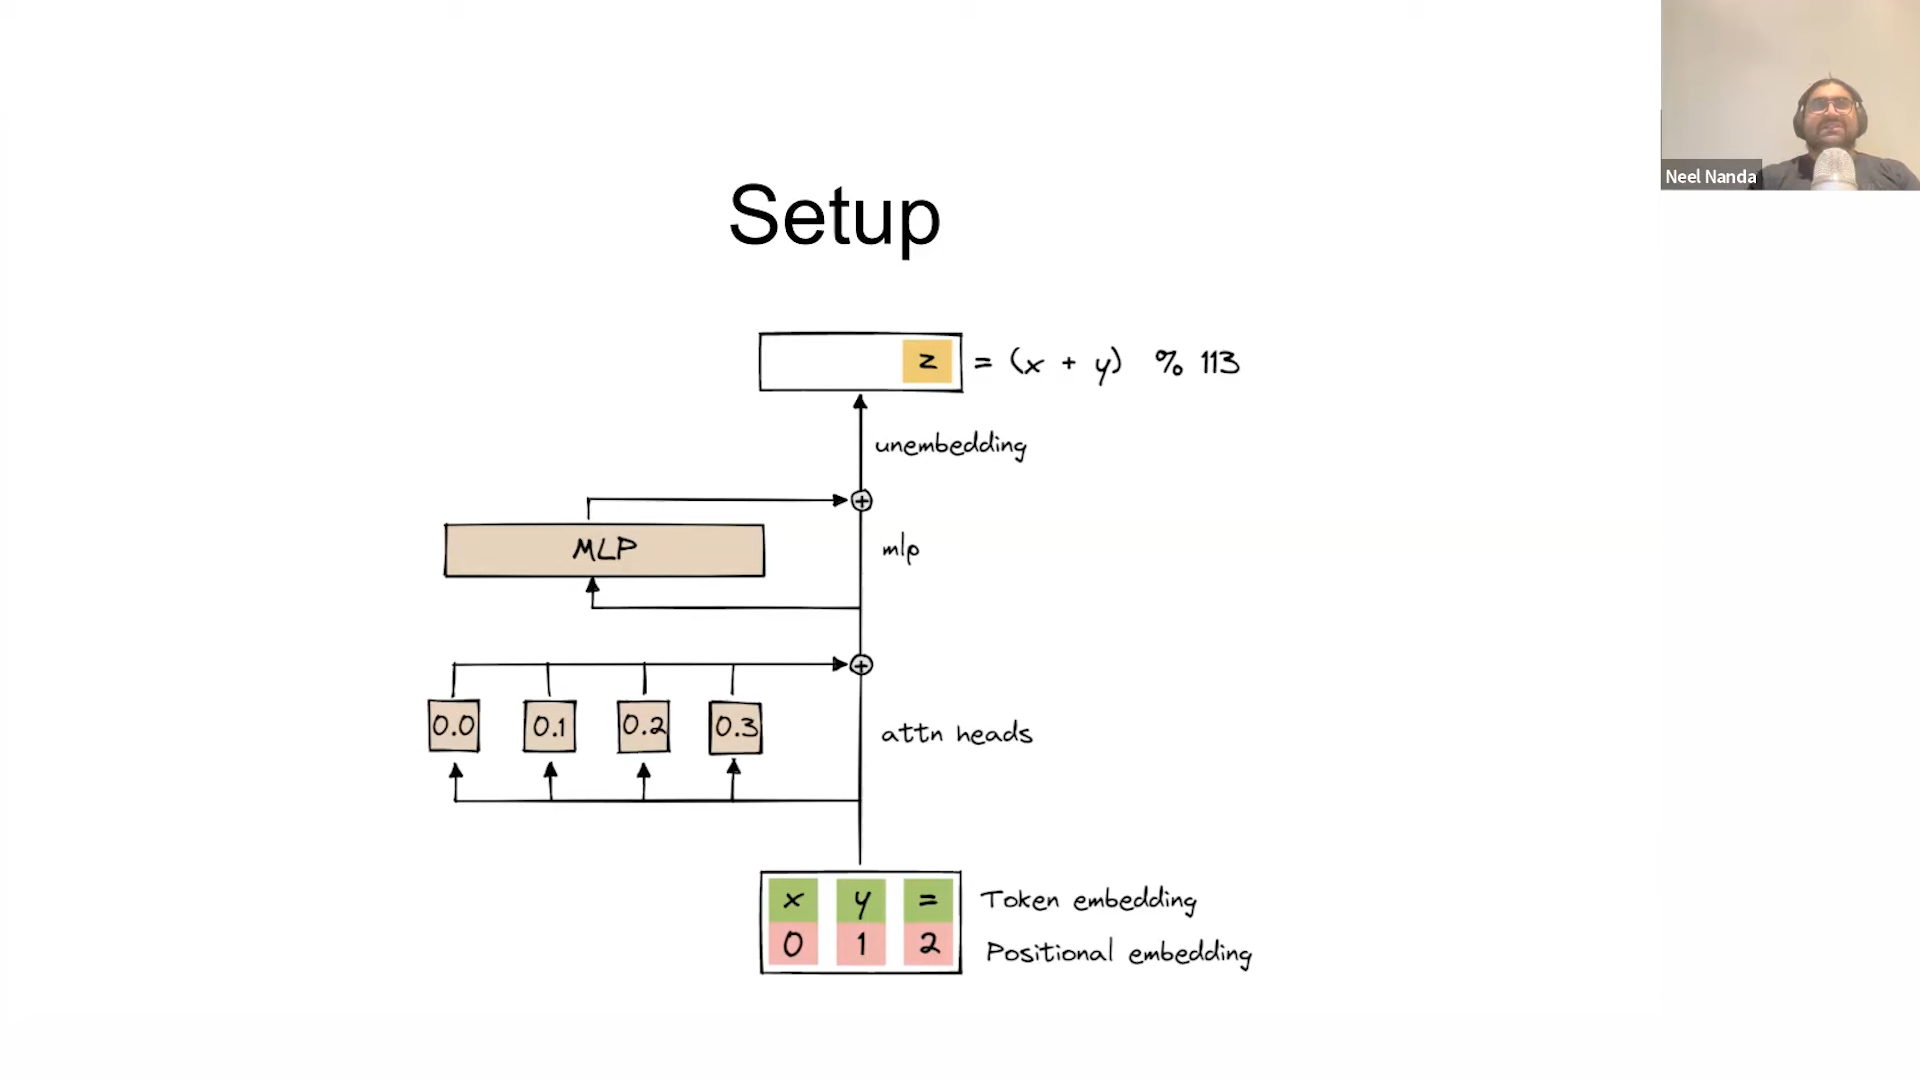 Neel Nanda
Setup
z = (x + y) % 113
unembedding
MLP
mlp
0.0 0.1 0.2 0.3
attn heads
x y = Token embedding
0 1 2 Positional embedding